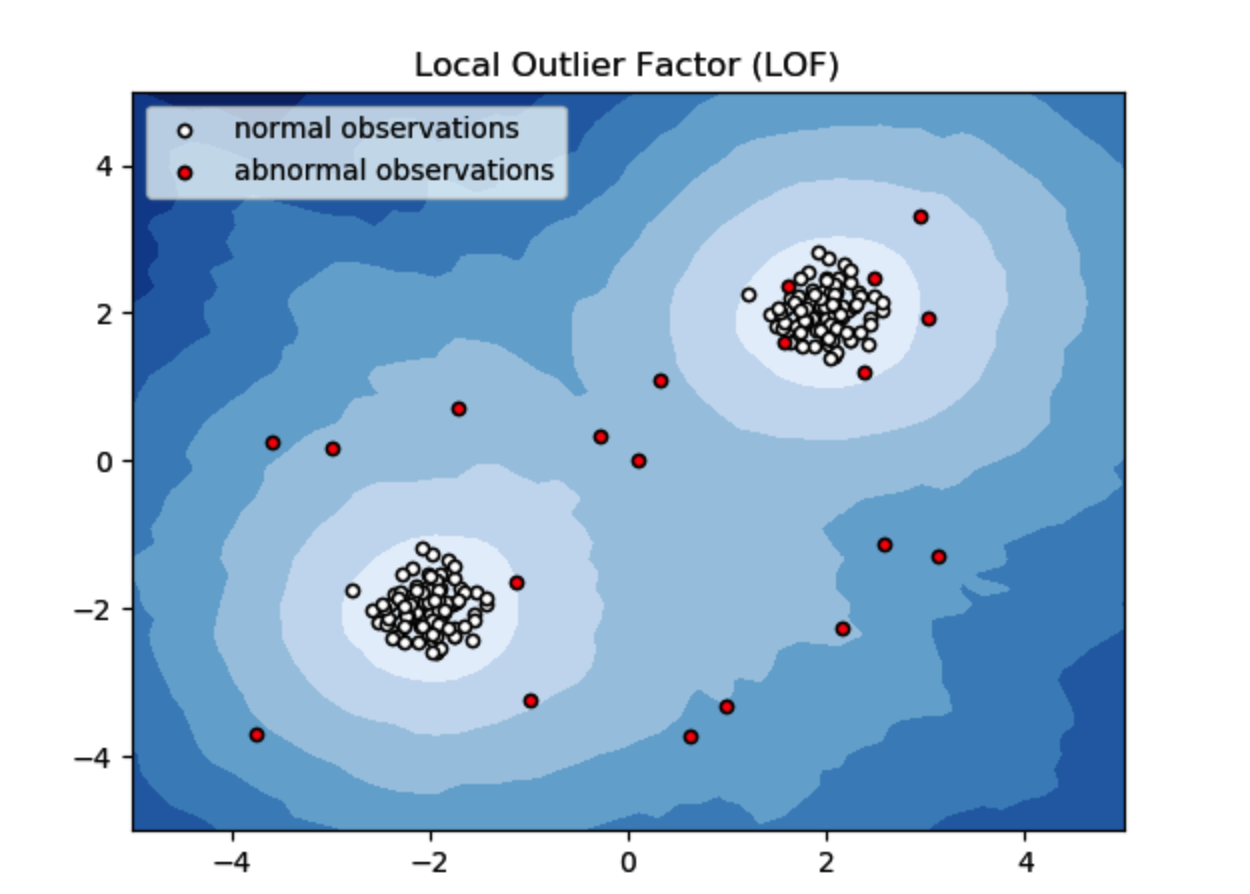 Local Outlier Factor (LOF)
normal observations
abnormal observations
4
2
0
−2
−4
−4 −2 0 2 4